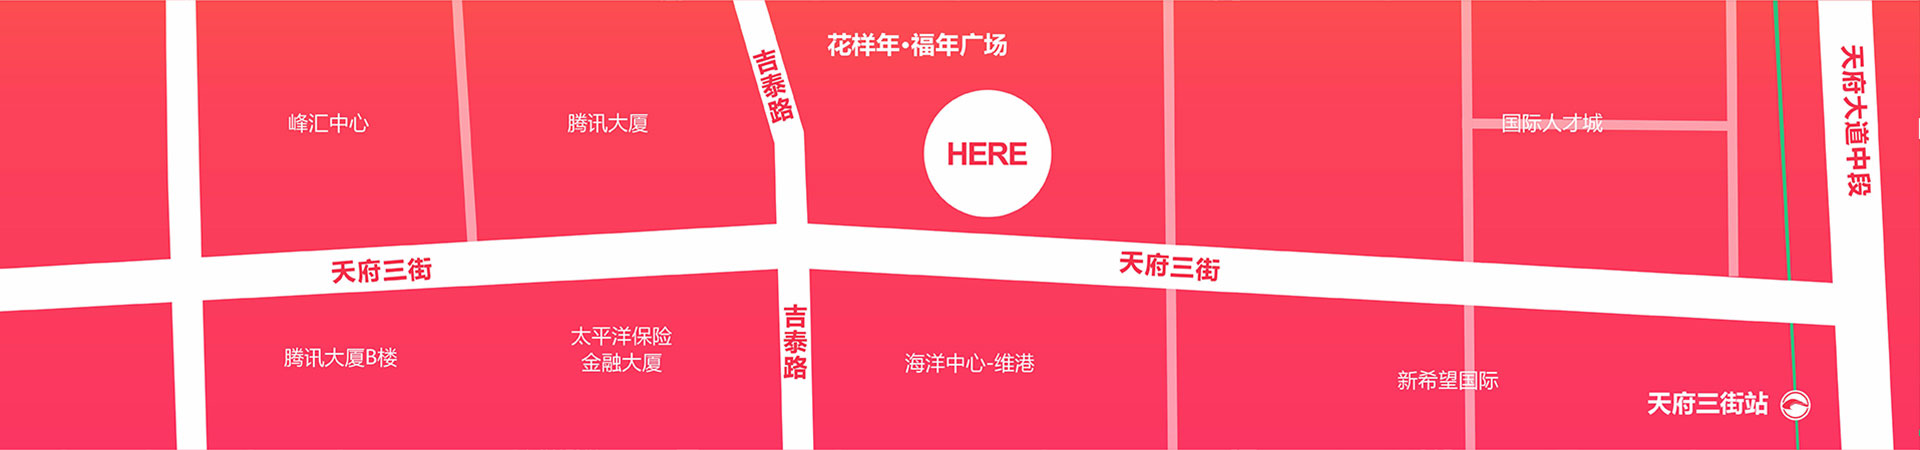 花样年·福年广场
吉泰路
天府大道中段
峰汇中心
腾讯大厦
国际人才城
HERE
天府三街
天府三街
吉泰路
太平洋保险
金融大厦
腾讯大厦B楼
海洋中心-维港
新希望国际
天府三街站